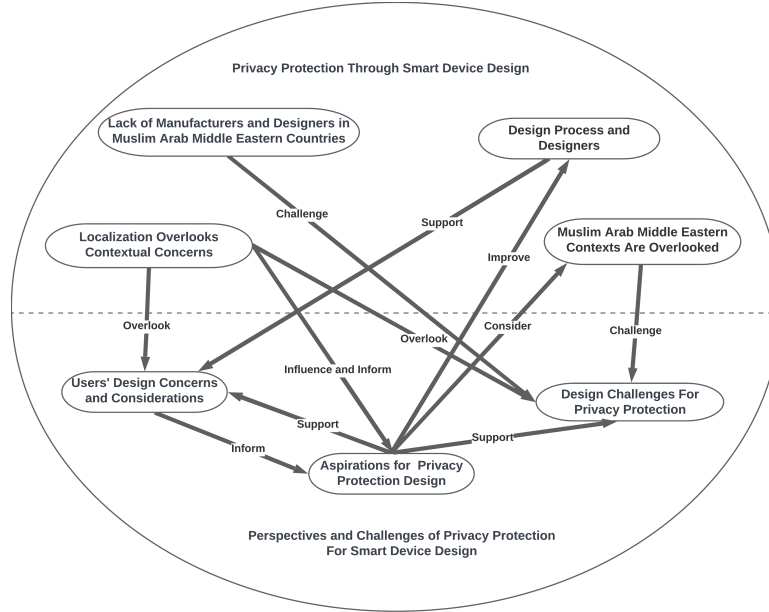 Privacy Protection Through Smart Device Design
Lack of Manufacturers and Designers in
Muslim Arab Middle Eastern Countries
Design Process and
Designers
Challenge
Support
Localization Overlooks
Contextual Concerns
Muslim Arab Middle Eastern
Contexts Are Overlooked
Improve
Overlook
Consider
Challenge
Overlook
Influence and Inform
Users' Design Concerns
and Considerations
Design Challenges For
Privacy Protection
Support
Support
Inform
Aspirations for  Privacy
Protection Design
Perspectives and Challenges of Privacy Protection
For Smart Device Design